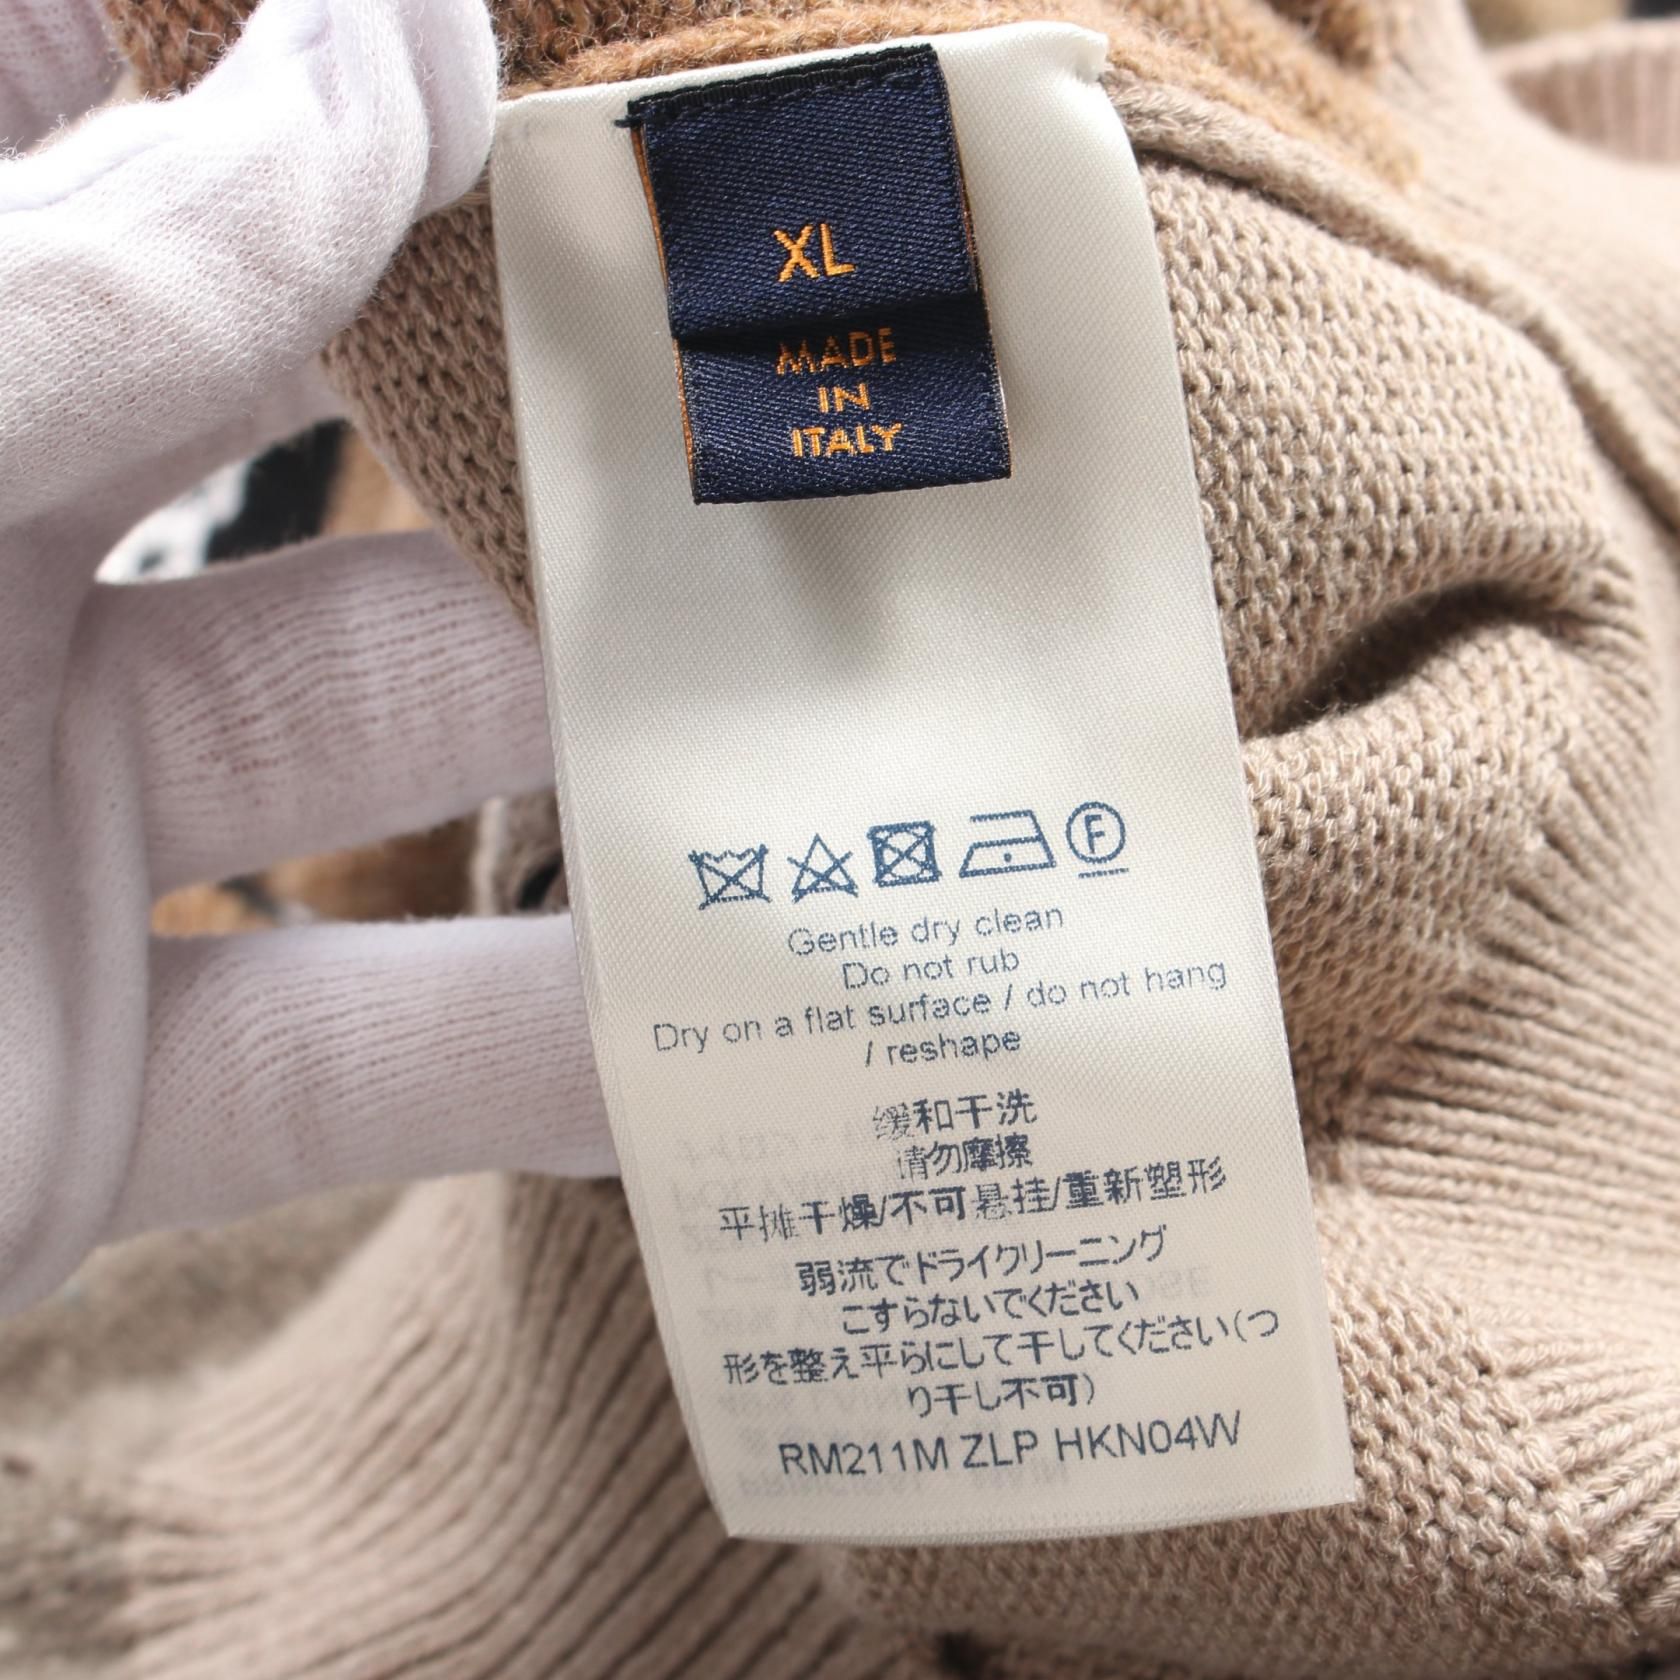 XL
MADE
IN
ITALY
F
Gentle dry clean
Do not rub
Dry on a flat surface / do not hang
/ reshape
缓和干洗
请勿摩擦
平摊干燥/不可悬挂/重新塑形
弱流でドライクリーニング
こすらないでください
形を整え平らにして干してください(つ
り干し不可)
RM211M ZLP HKN04W